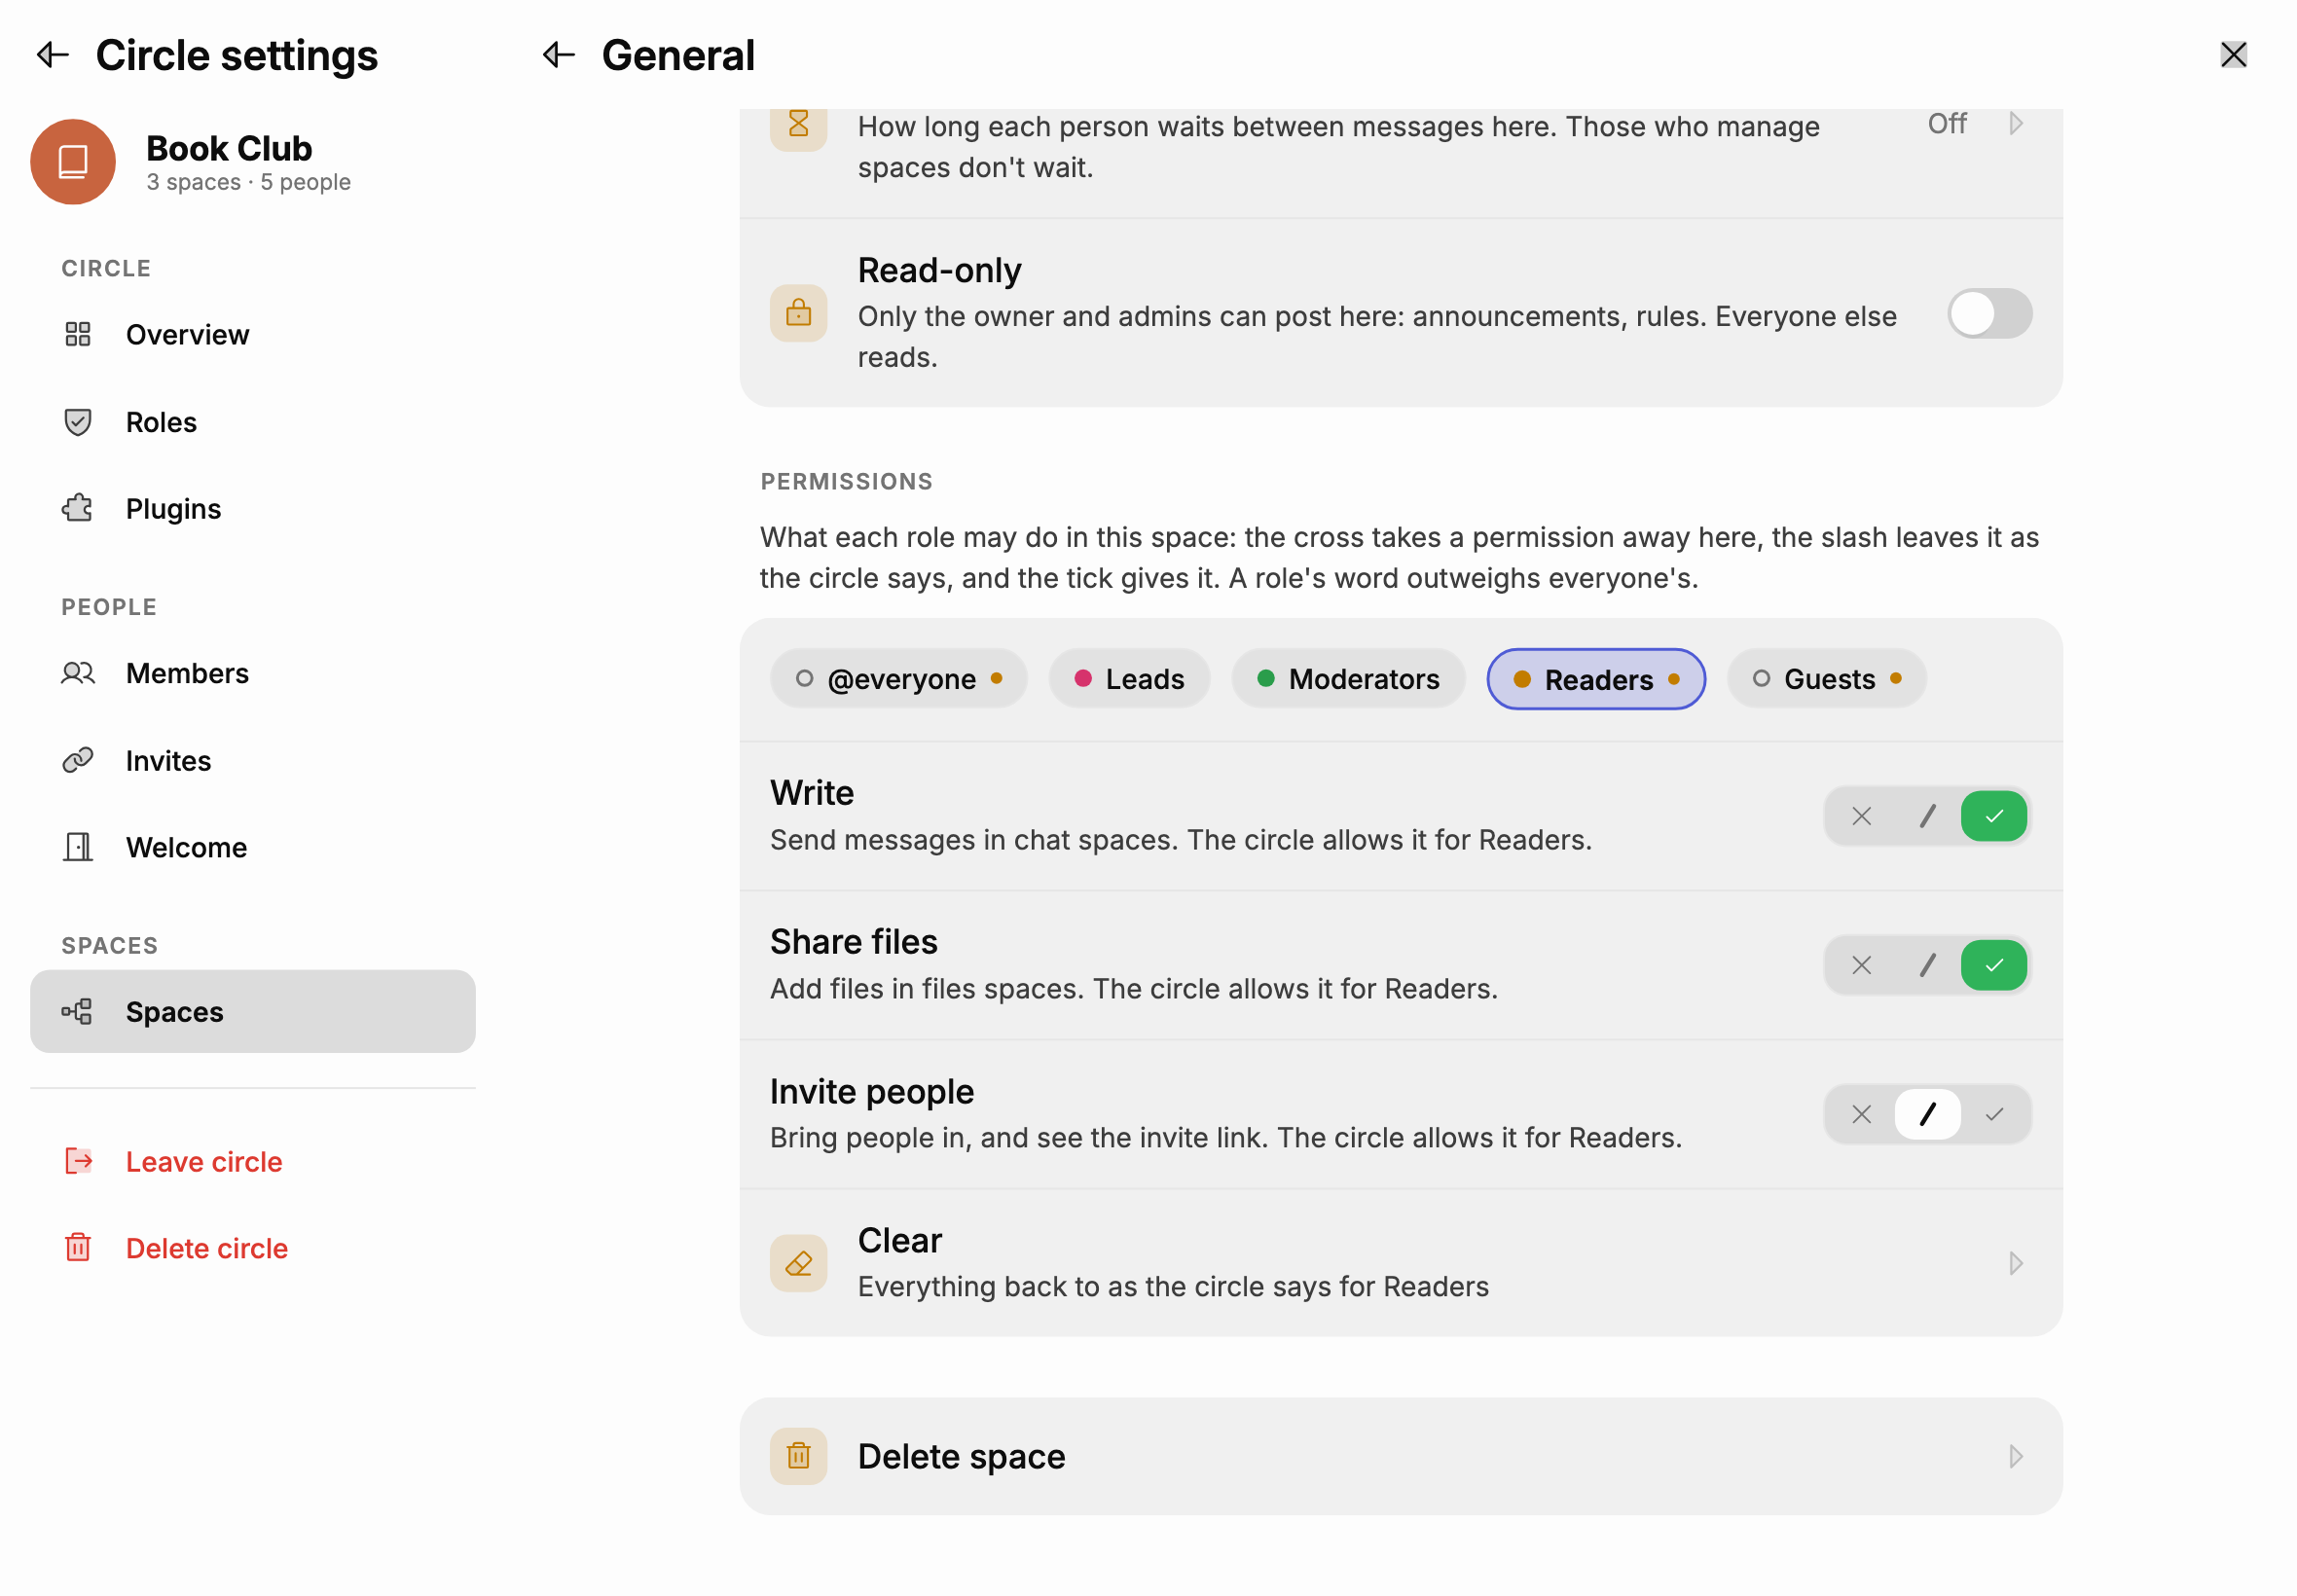 Circle settings
General
Book Club
3 spaces · 5 people
CIRCLE
Overview
Roles
Plugins
PEOPLE
Members
Invites
Welcome
SPACES
Spaces
Leave circle
Delete circle
How long each person waits between messages here. Those who manage
spaces don't wait.
Off
Read-only
Only the owner and admins can post here: announcements, rules. Everyone else
reads.
PERMISSIONS
What each role may do in this space: the cross takes a permission away here, the slash leaves it as
the circle says, and the tick gives it. A role's word outweighs everyone's.
@everyone Leads Moderators Readers Guests
Write
Send messages in chat spaces. The circle allows it for Readers.
Share files
Add files in files spaces. The circle allows it for Readers.
Invite people
Bring people in, and see the invite link. The circle allows it for Readers.
Clear
Everything back to as the circle says for Readers
Delete space